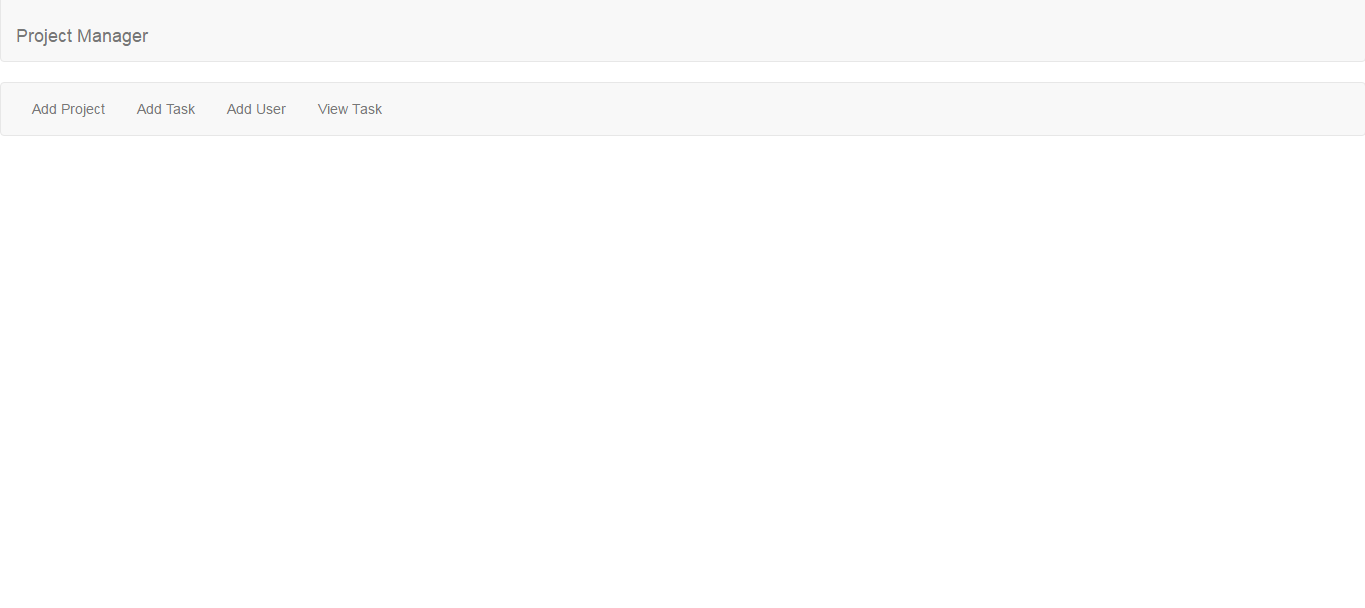 Project Manager
Add Project Add Task Add User View Task